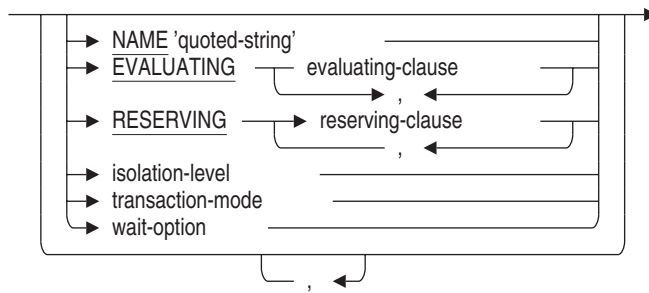 NAME 'quoted-string'
EVALUATING evaluating-clause
,
RESERVING reserving-clause
,
isolation-level
transaction-mode
wait-option
,